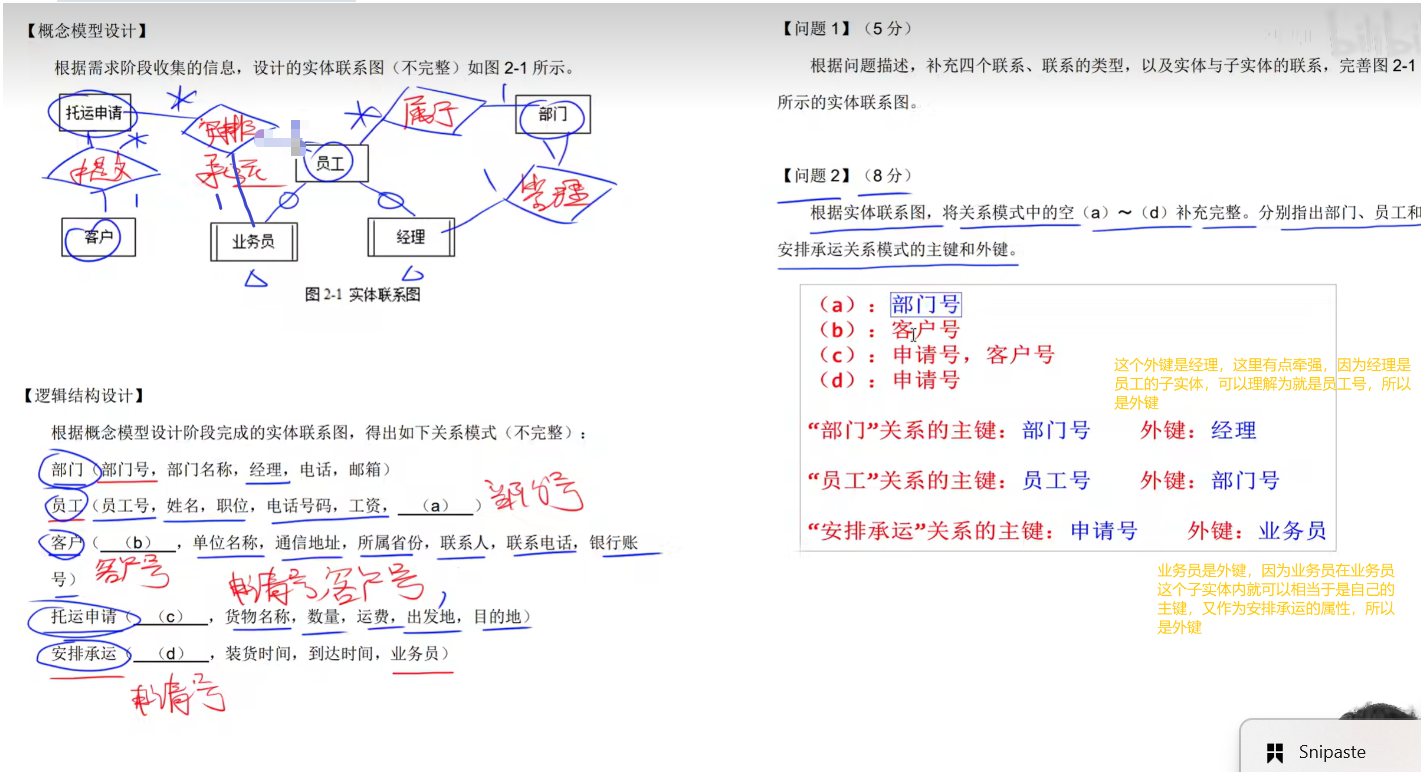 【概念模型设计】
根据需求阶段收集的信息，设计的实体联系图（不完整）如图 2-1 所示。
托运申请
安排
承运
属于
部门
员工
提交
管理
客户
业务员
经理
图 2-1 实体联系图
【逻辑结构设计】
根据概念模型设计阶段完成的实体联系图，得出如下关系模式（不完整）：
部门（部门号，部门名称，经理，电话，邮箱）
员工（员工号，姓名，职位，电话号码，工资，（a））
部门号
客户（（b），单位名称，通信地址，所属省份，联系人，联系电话，银行账
号）
客户号
申请号，客户号
托运申请（（c），货物名称，数量，运费，出发地，目的地）
安排承运（（d），装货时间，到达时间，业务员）
申请号
【问题 1】（5 分）
根据问题描述，补充四个联系、联系的类型，以及实体与子实体的联系，完善图 2-1
所示的实体联系图。
【问题 2】（8 分）
根据实体联系图，将关系模式中的空（a）～（d）补充完整。分别指出部门、员工和
安排承运关系模式的主键和外键。
（a）：部门号
（b）：客户号
（c）：申请号，客户号
（d）：申请号
“部门”关系的主键：部门号 外键：经理
“员工”关系的主键：员工号 外键：部门号
“安排承运”关系的主键：申请号 外键：业务员
这个外键是经理，这里有点牵强，因为经理是
员工的子实体，可以理解为就是员工号，所以
是外键
业务员是外键，因为业务员在业务员
这个子实体内就可以相当于是自己的
主键，又作为安排承运的属性，所以
是外键
bilibi
Snipaste